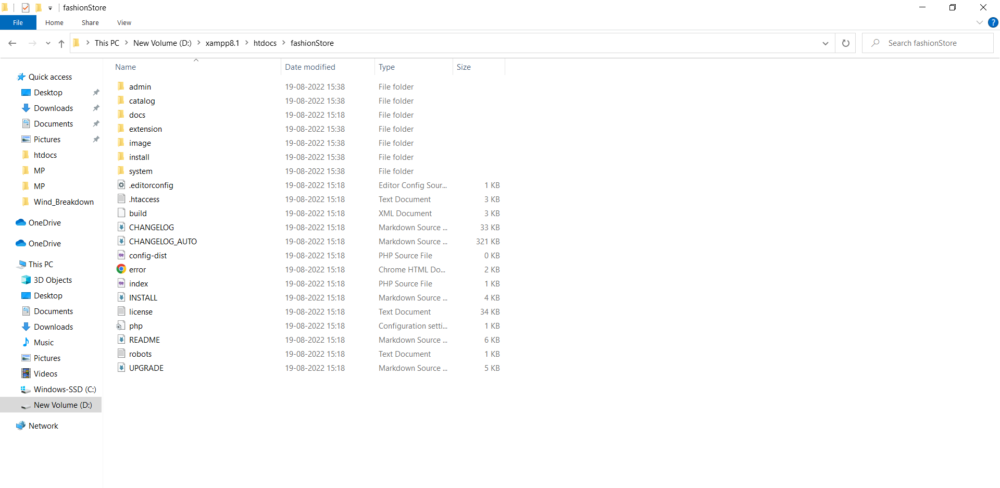 fashionStore
File Home Share View
This PC New Volume (D:) xampp8.1 htdocs fashionStore
Search fashionStore
Quick access
Desktop
Downloads
Documents
Pictures
htdocs
MP
MP
Wind_Breakdown
OneDrive
OneDrive
This PC
3D Objects
Desktop
Documents
Downloads
Music
Pictures
Videos
Windows-SSD (C:)
New Volume (D:)
Network
Name Date modified Type Size
admin 19-08-2022 15:38 File folder
catalog 19-08-2022 15:38 File folder
docs 19-08-2022 15:18 File folder
extension 19-08-2022 15:38 File folder
image 19-08-2022 15:38 File folder
install 19-08-2022 15:38 File folder
system 19-08-2022 15:38 File folder
.editorconfig 19-08-2022 15:18 Editor Config Sour... 1 KB
.htaccess 19-08-2022 15:18 Text Document 3 KB
build 19-08-2022 15:18 XML Document 3 KB
CHANGELOG 19-08-2022 15:18 Markdown Source ... 33 KB
CHANGELOG_AUTO 19-08-2022 15:18 Markdown Source ... 321 KB
config-dist 19-08-2022 15:18 PHP Source File 0 KB
error 19-08-2022 15:18 Chrome HTML Do... 2 KB
index 19-08-2022 15:18 PHP Source File 1 KB
INSTALL 19-08-2022 15:18 Markdown Source ... 4 KB
license 19-08-2022 15:18 Text Document 34 KB
php 19-08-2022 15:18 Configuration setti... 1 KB
README 19-08-2022 15:18 Markdown Source ... 6 KB
robots 19-08-2022 15:18 Text Document 1 KB
UPGRADE 19-08-2022 15:18 Markdown Source ... 5 KB